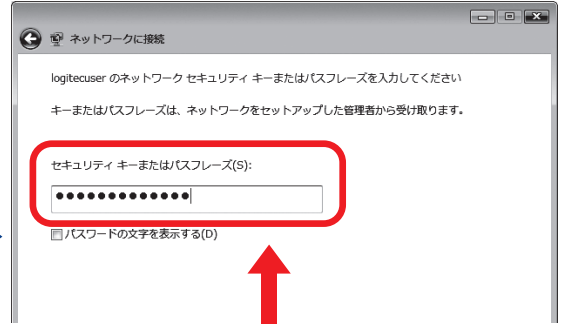 ネットワークに接続
logitecuser のネットワーク セキュリティ キーまたはパスフレーズを入力してください
キーまたはパスフレーズは、ネットワークをセットアップした管理者から受け取ります。
セキュリティ キーまたはパスフレーズ(S):
●●●●●●●●●●●●●
パスワードの文字を表示する(D)